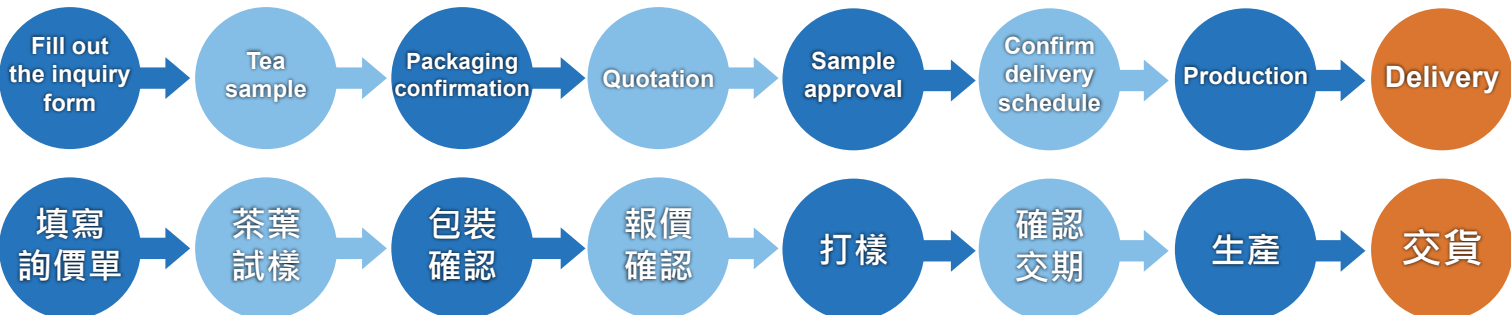 Fill out
the inquiry
form
Tea
sample
Packaging
confirmation
Quotation
Sample
approval
Confirm
delivery
schedule
Production
Delivery
填寫
詢價單
茶葉
試樣
包裝
確認
報價
確認
打樣
確認
交期
生產
交貨